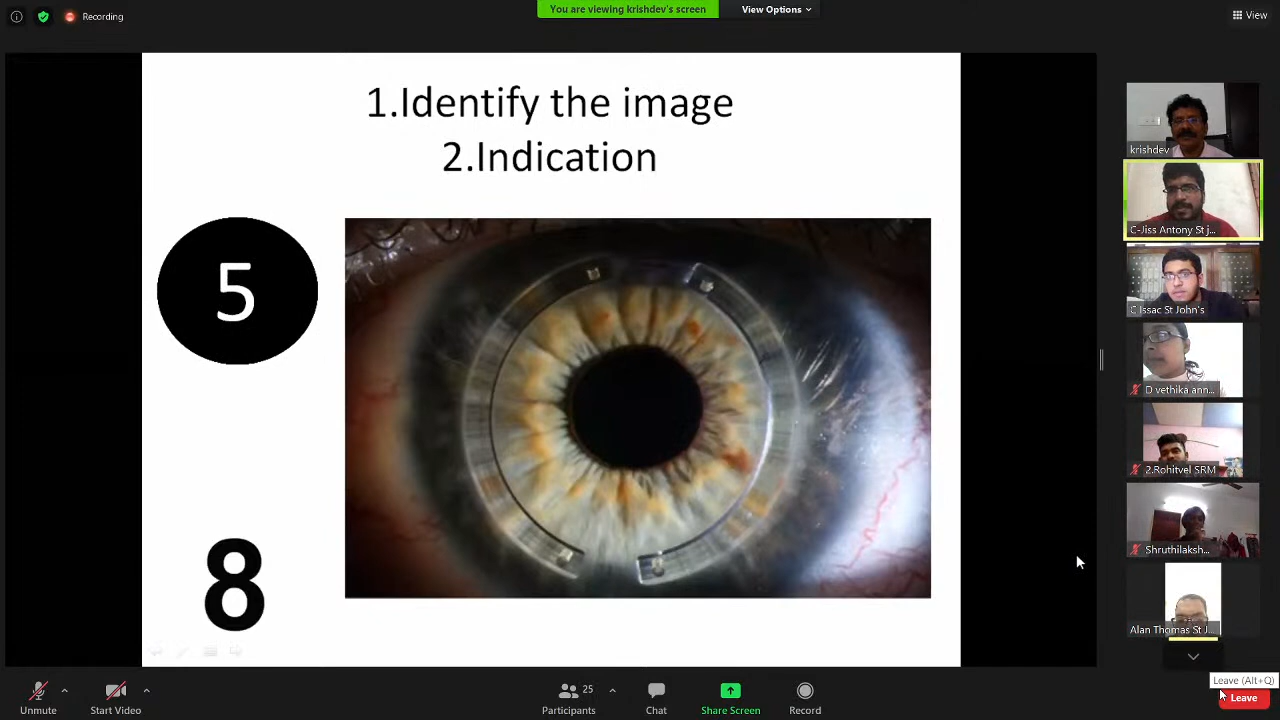 Recording
You are viewing krishdev's screen
View Options
View
1.Identify the image
2.Indication
5
8
krishdev
C-Jiss Antony St j...
C Issac St John's
D vethika ann...
2.Rohitvel SRM
Shruthilaksh...
Alan Thomas St J...
Leave (Alt+Q)
Unmute
Start Video
25
Participants
Chat
Share Screen
Record
Leave